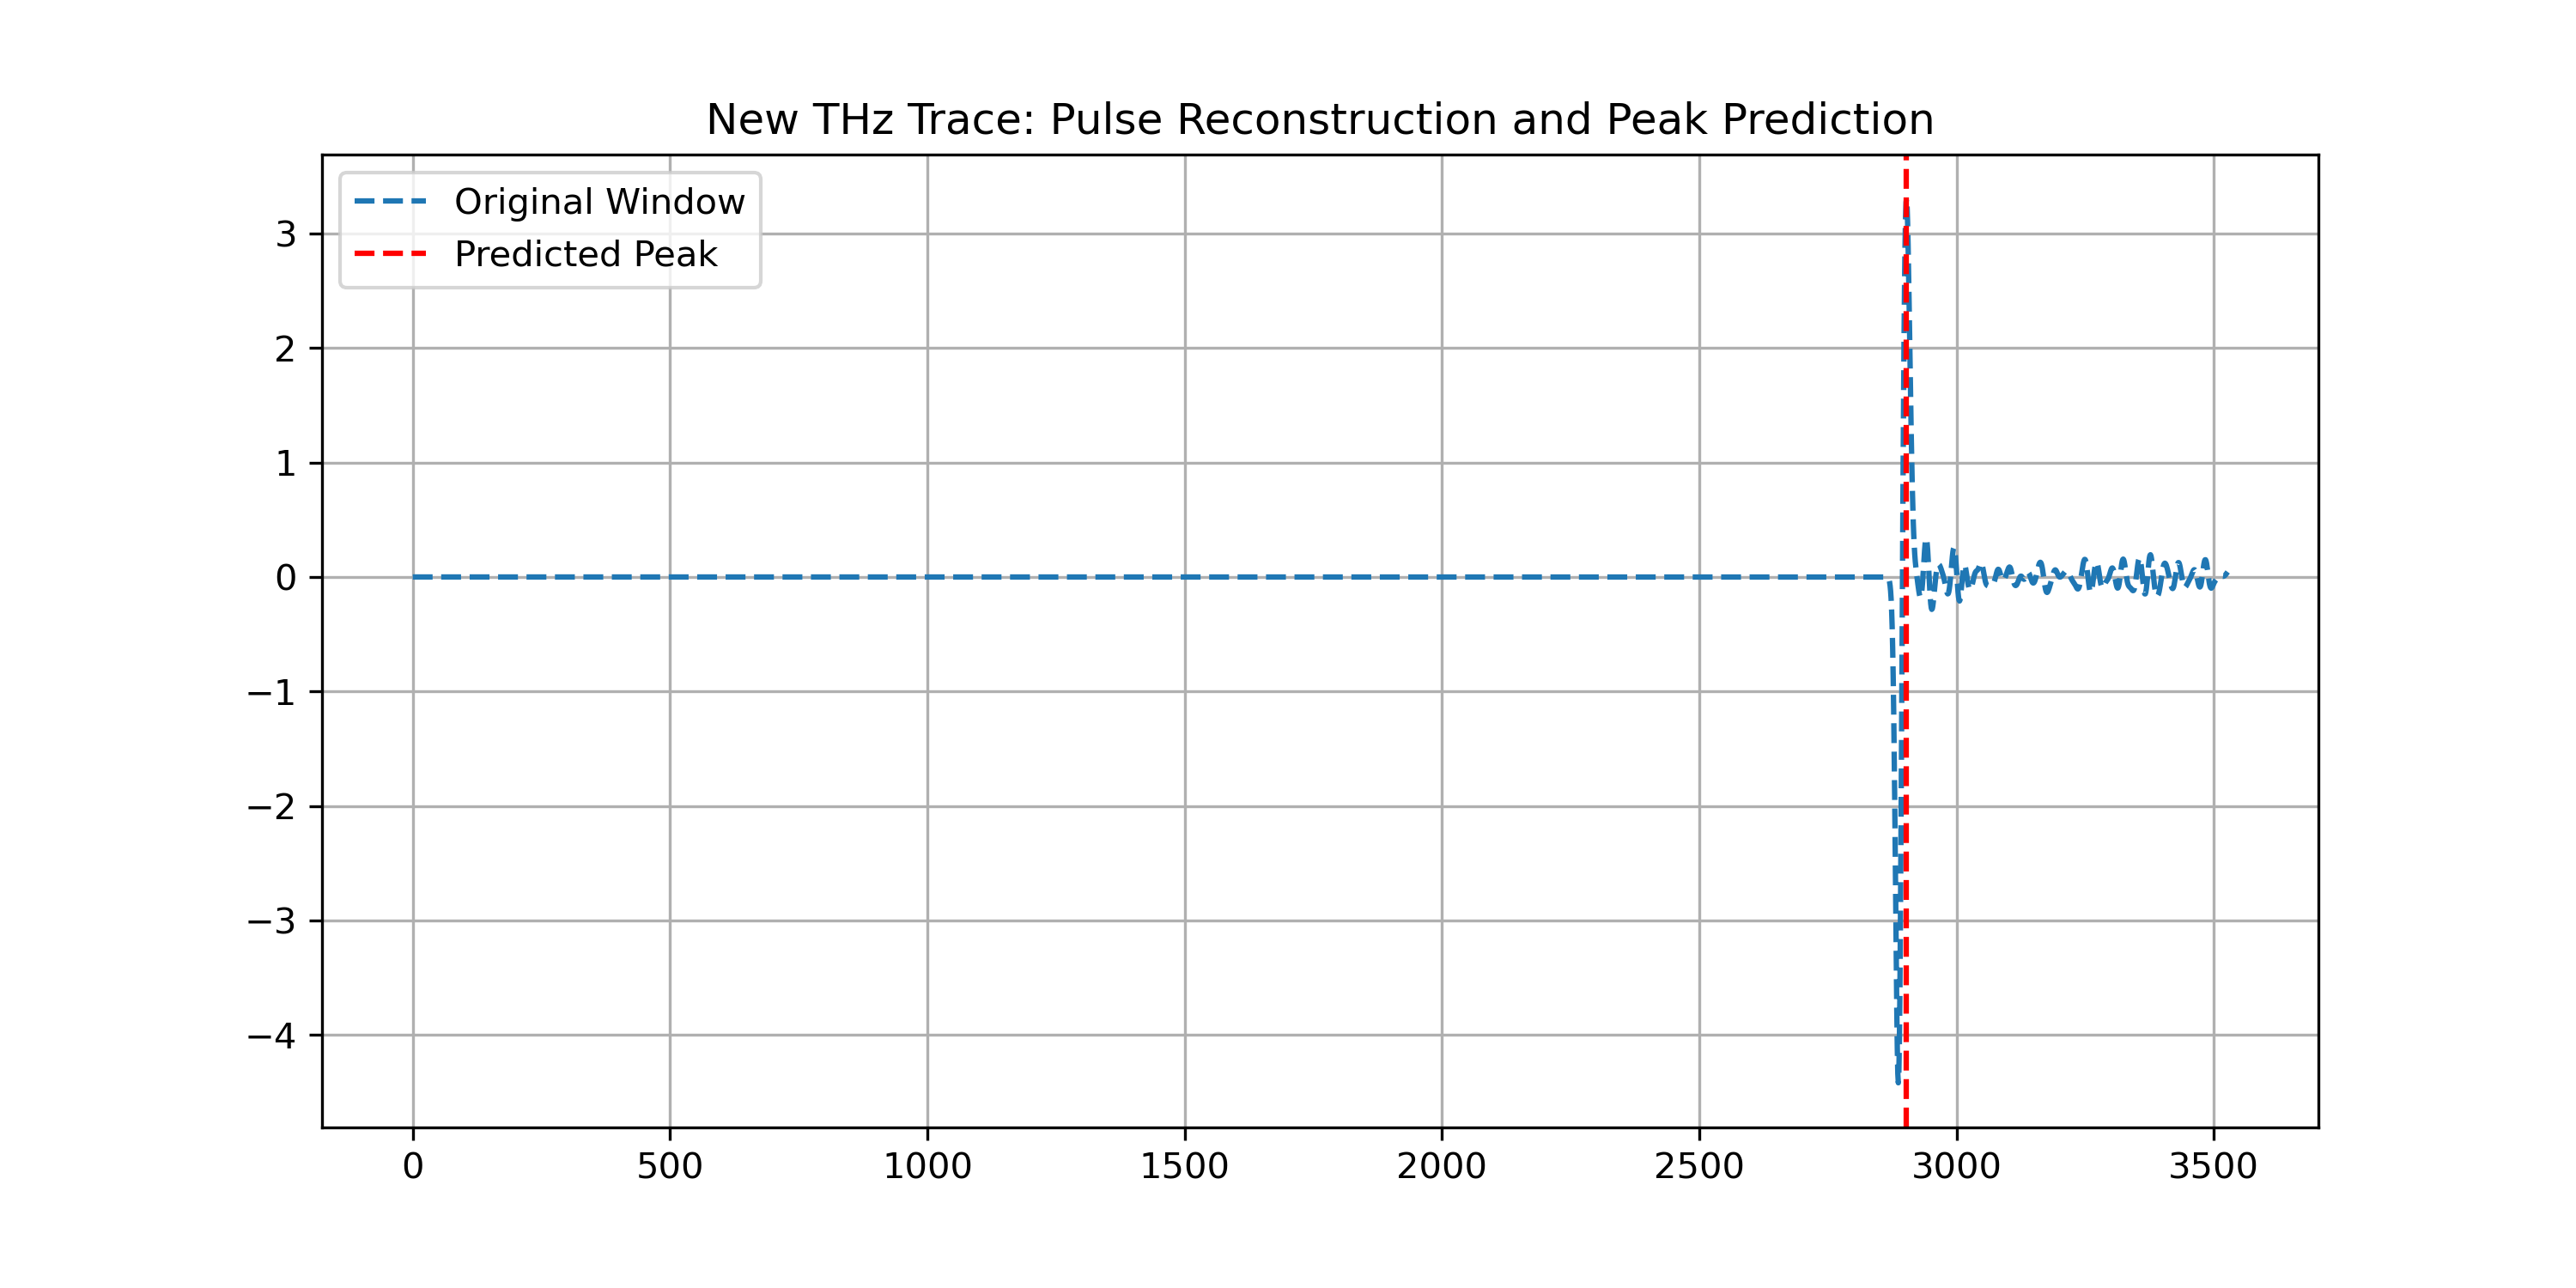 New THz Trace: Pulse Reconstruction and Peak Prediction
Original Window
Predicted Peak
3
2
1
0
−1
−2
−3
−4
0 500 1000 1500 2000 2500 3000 3500